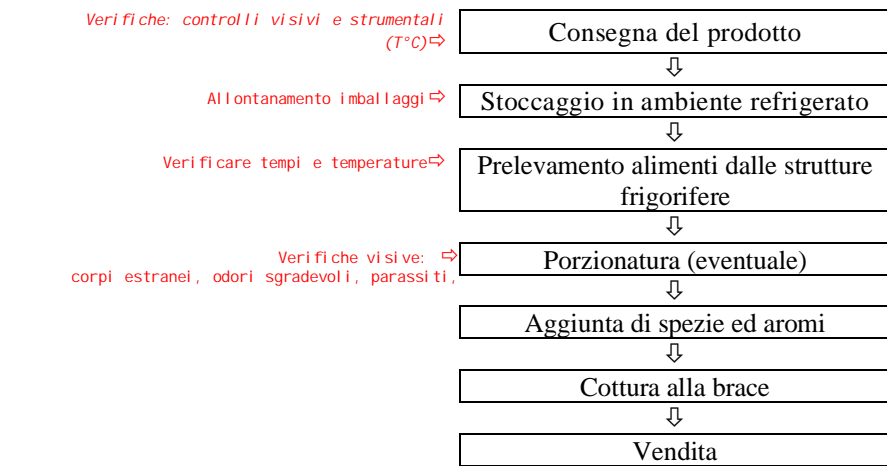 Verifiche: controlli visivi e strumentali
(T°C)⇨
Consegna del prodotto
⇩
Allontanamento imballaggi⇨
Stoccaggio in ambiente refrigerato
⇩
Verificare tempi e temperature⇨
Prelevamento alimenti dalle strutture
frigorifere
⇩
Verifiche visive: ⇨
corpi estranei, odori sgradevoli, parassiti,
Porzionatura (eventuale)
⇩
Aggiunta di spezie ed aromi
⇩
Cottura alla brace
⇩
Vendita